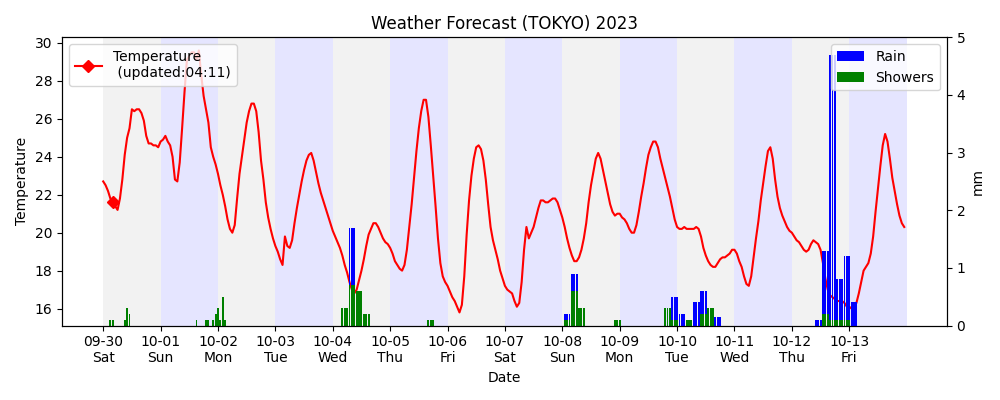 Weather Forecast (TOKYO) 2023
Temperature
(updated:04:11)
Rain
Showers
30
28
26
24
22
20
18
16
Temperature
5
4
3
2
1
0
mm
09-30 10-01 10-02 10-03 10-04 10-05 10-06 10-07 10-08 10-09 10-10 10-11 10-12 10-13
Sat Sun Mon Tue Wed Thu Fri Sat Sun Mon Tue Wed Thu Fri
Date